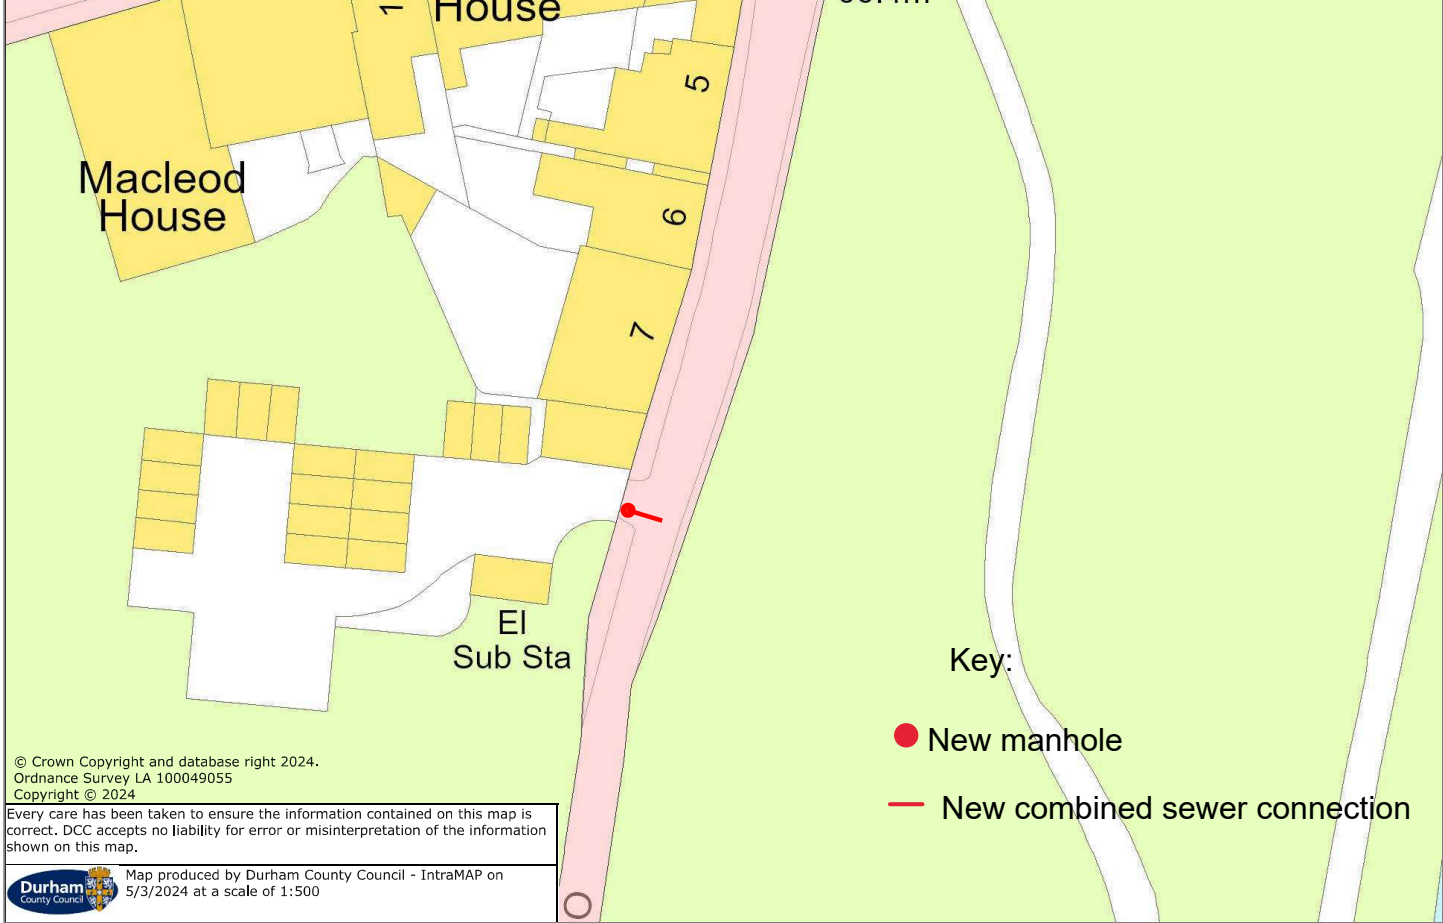 House
1
5
Macleod
House
6
7
El
Sub Sta
Key:
New manhole
New combined sewer connection
© Crown Copyright and database right 2024.
Ordnance Survey LA 100049055
Copyright © 2024
Every care has been taken to ensure the information contained on this map is
correct. DCC accepts no liability for error or misinterpretation of the information
shown on this map.
Durham
County Council
Map produced by Durham County Council - IntraMAP on
5/3/2024 at a scale of 1:500
O